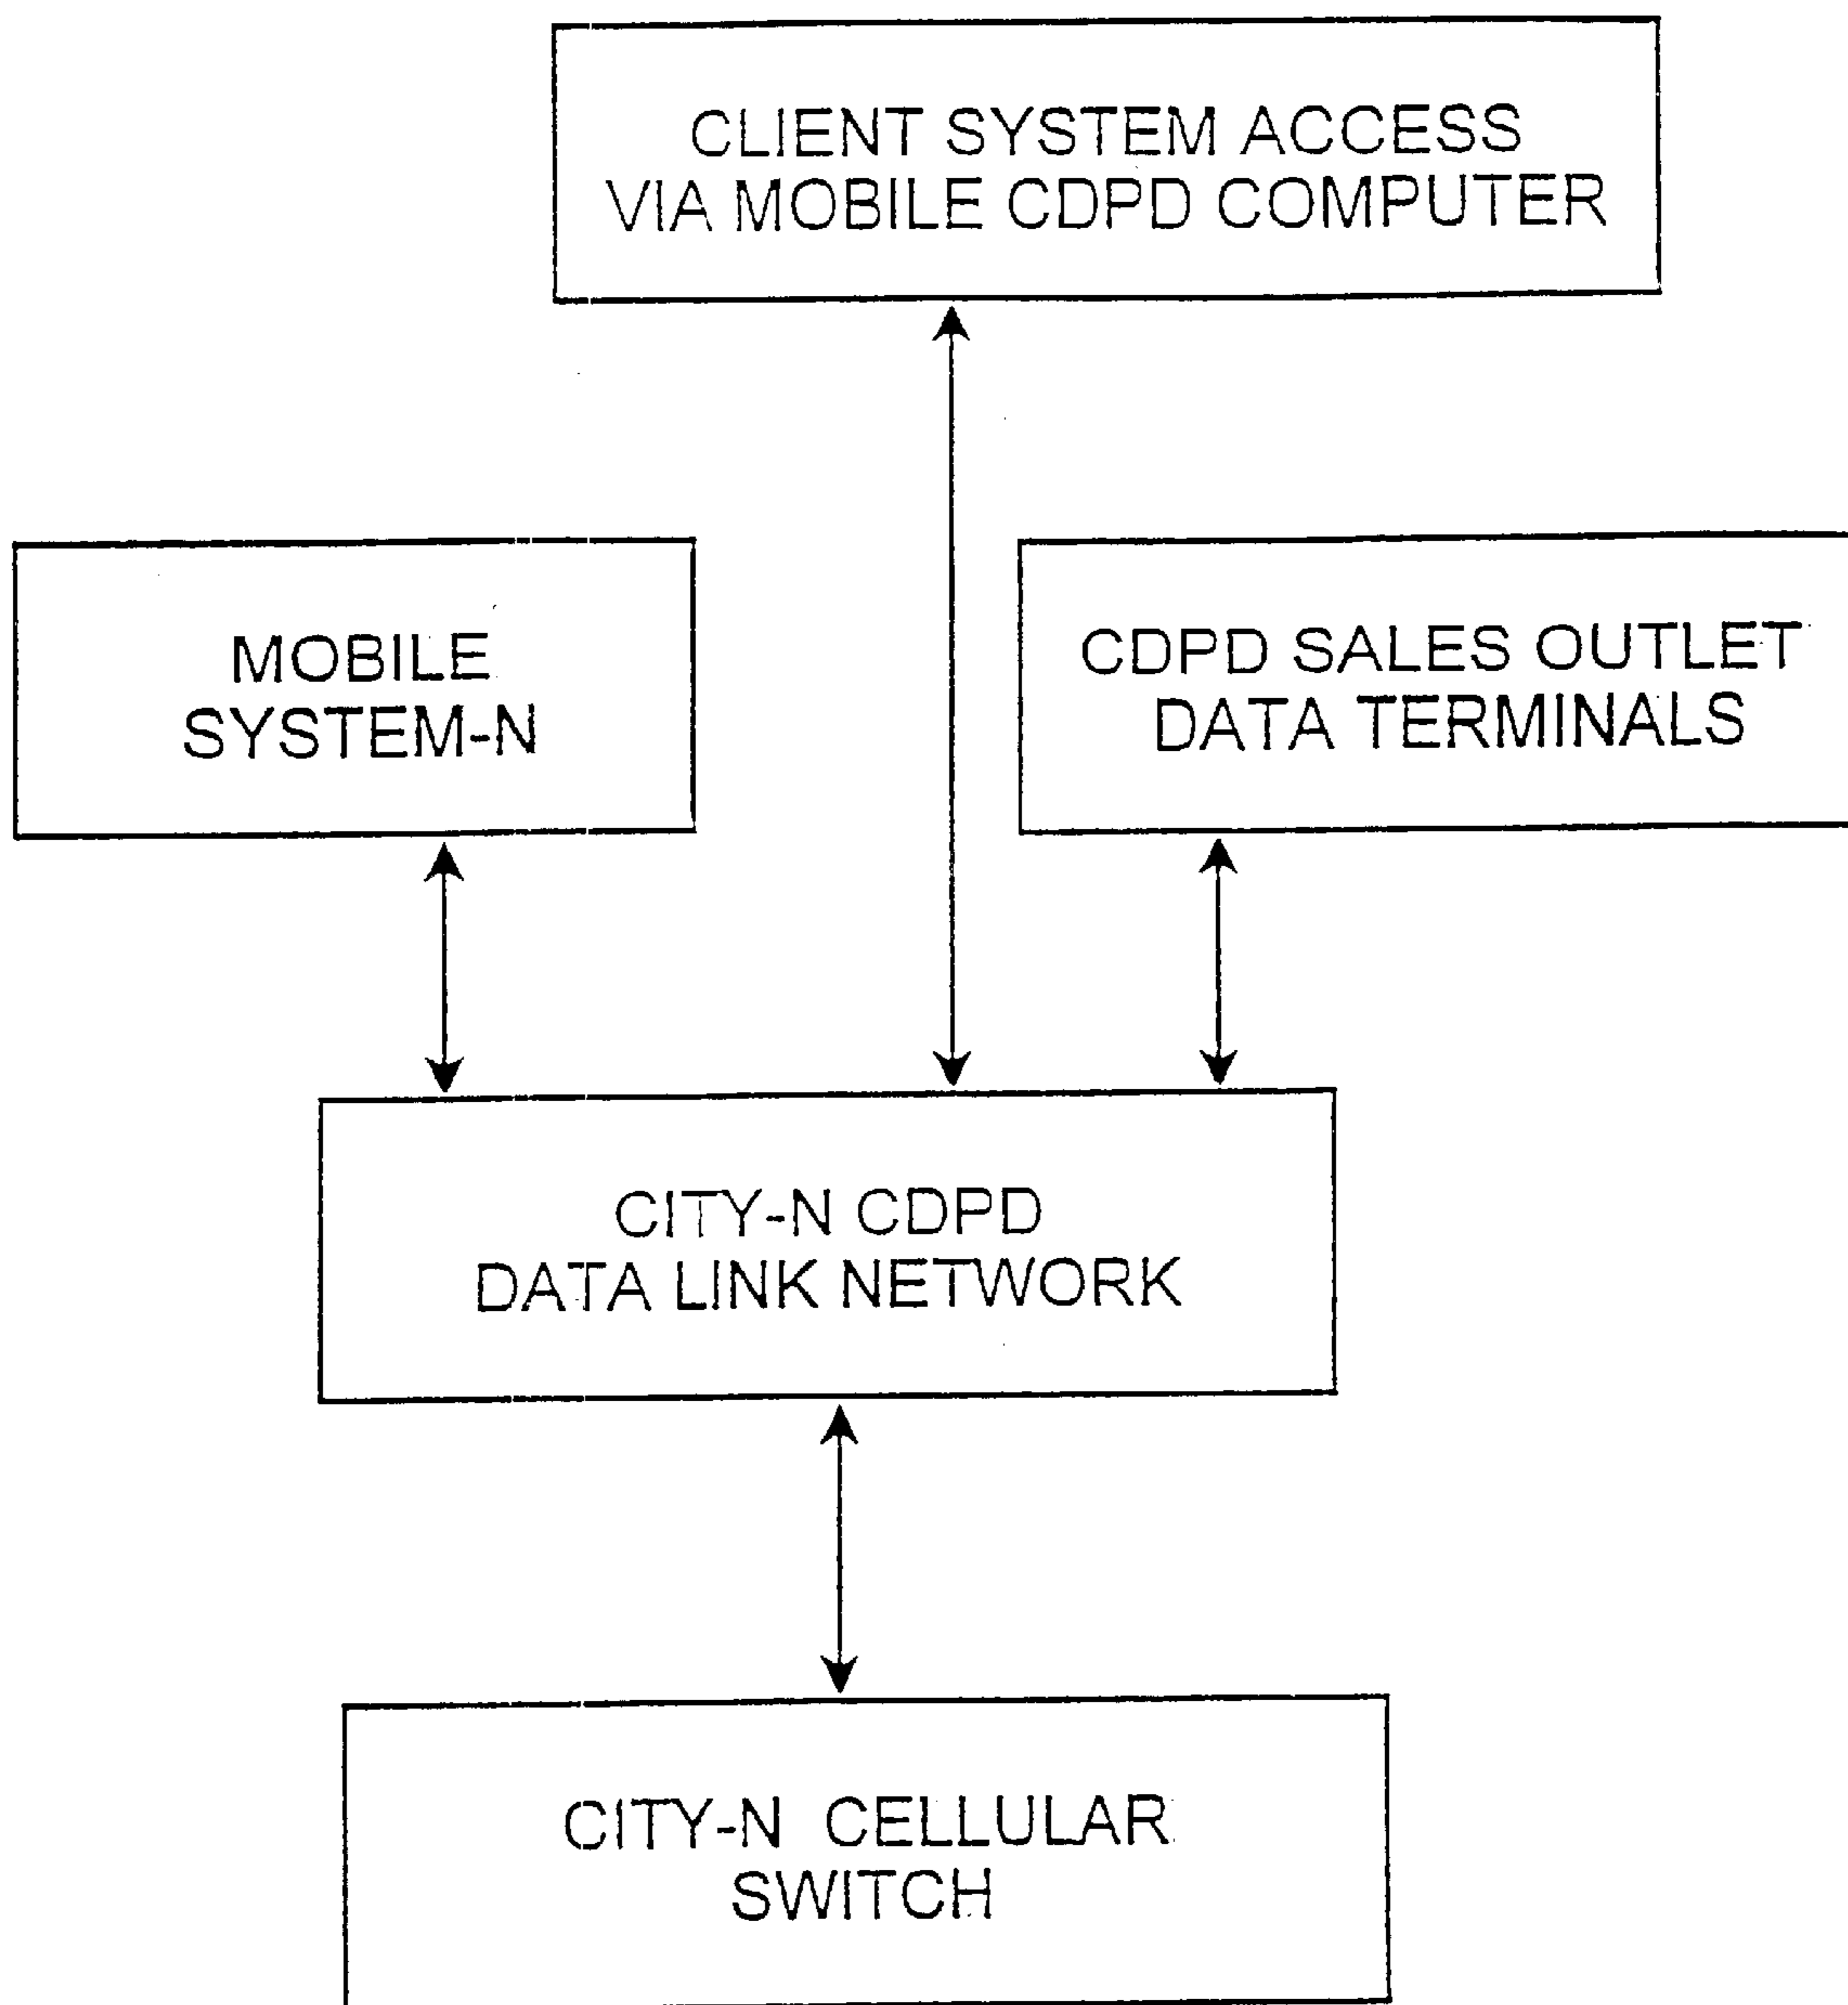 CLIENT SYSTEM ACCESS
VIA MOBILE CDPD COMPUTER
MOBILE
SYSTEM-N
CDPD SALES OUTLET
DATA TERMINALS
CITY-N CDPD
DATA LINK NETWORK
CITY-N CELLULAR
SWITCH